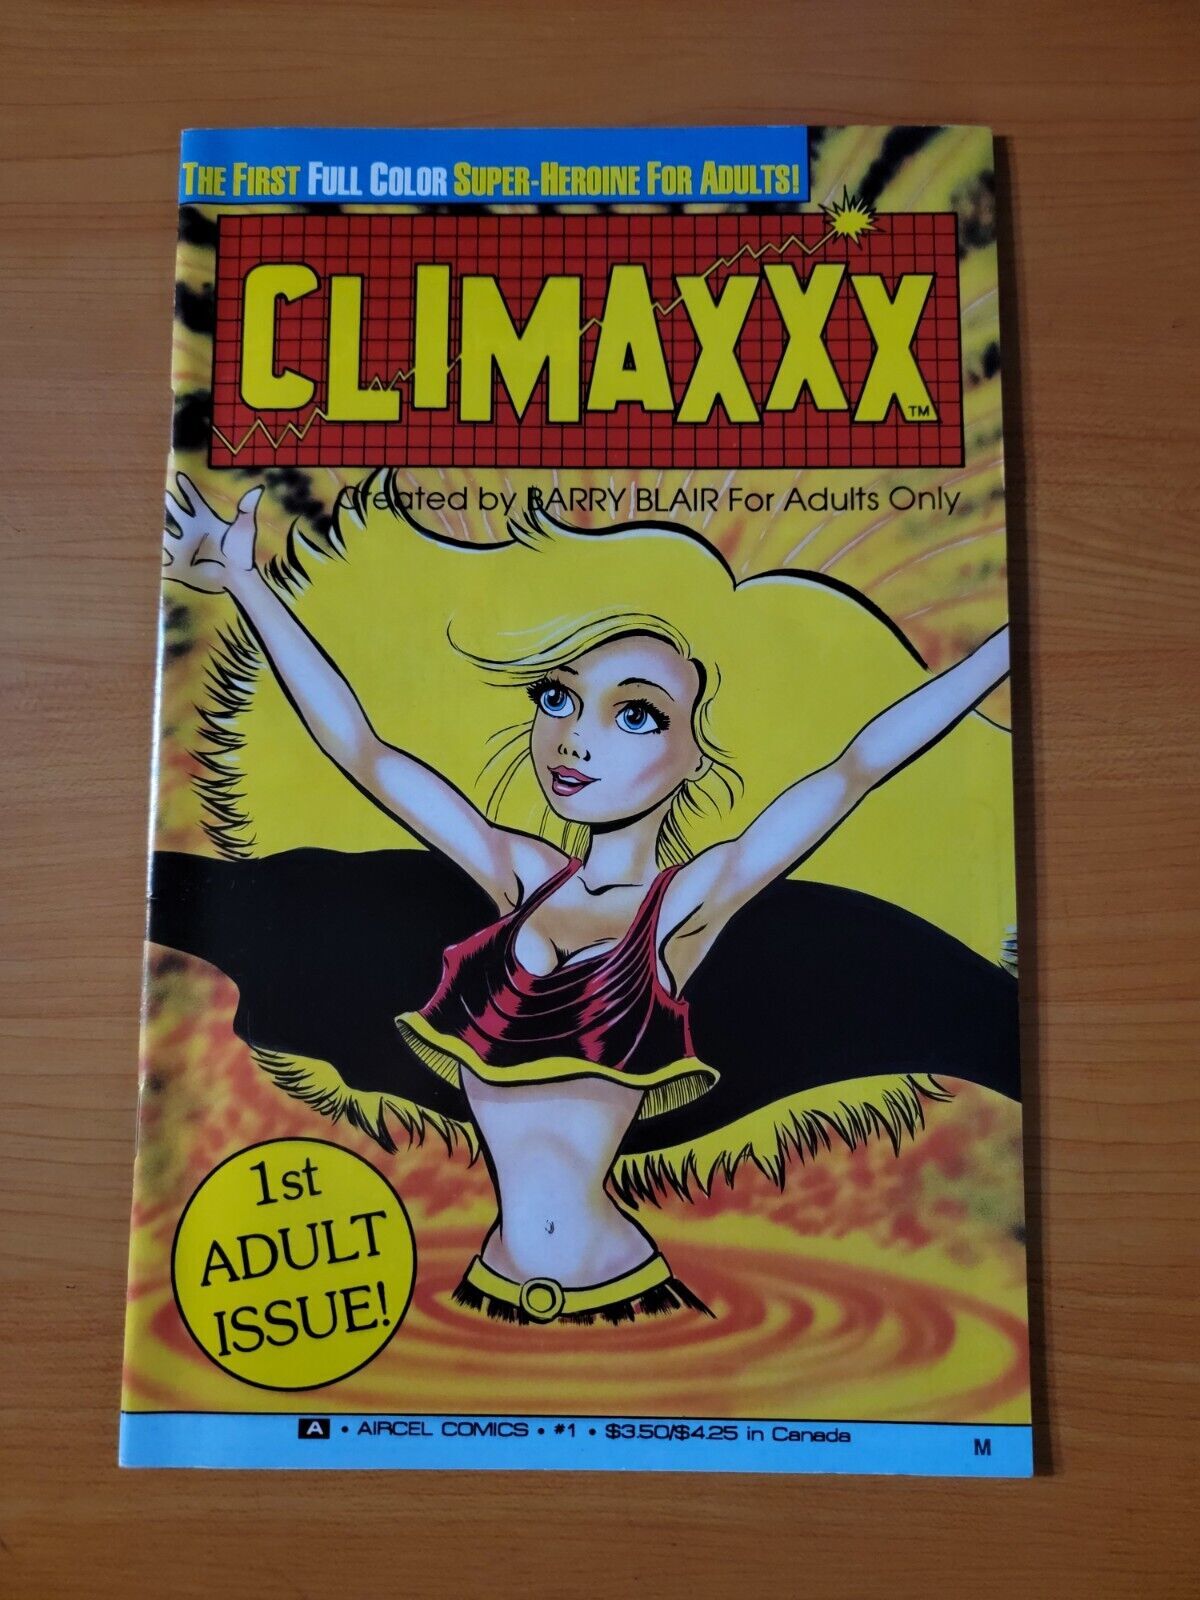 THE FIRST FULL COLOR SUPER-HEROINE FOR ADULTS!
CLIMAXXX
TM
Created by BARRY BLAIR For Adults Only
1st
ADULT
ISSUE!
A • AIRCEL COMICS • #1 • $3.50/$4.25 in Canada
M